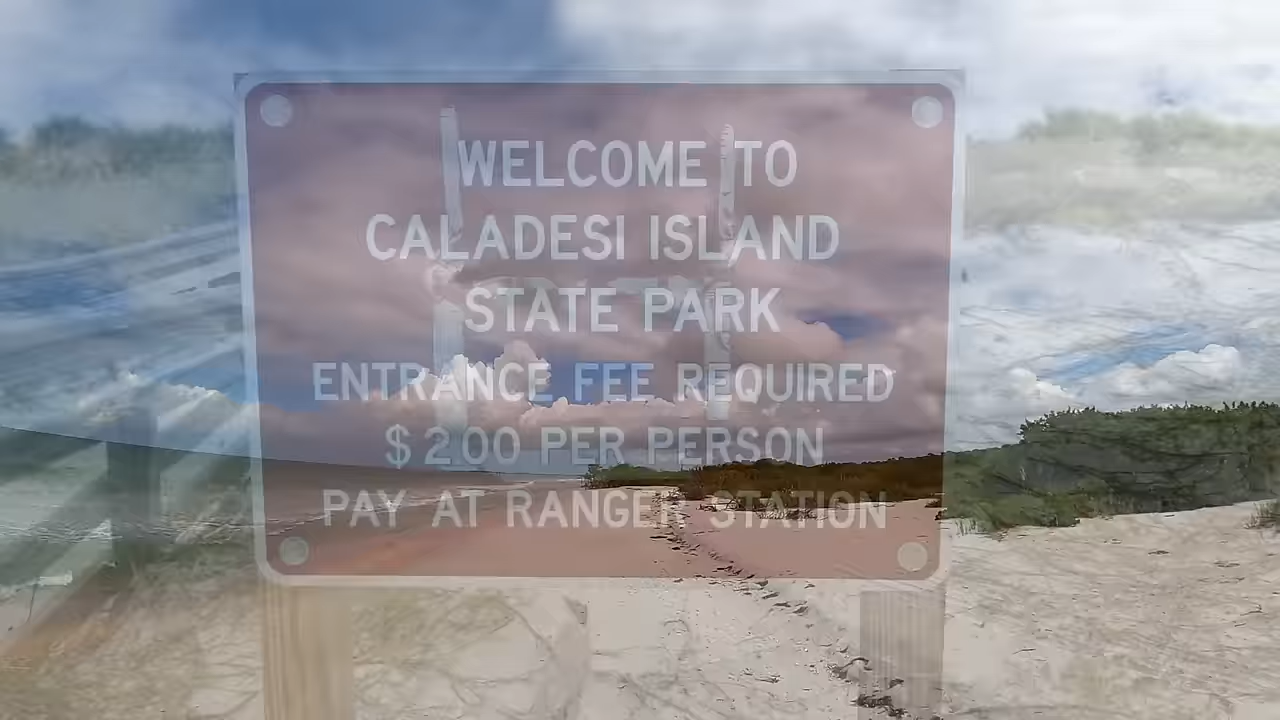 WELCOME TO
CALADESI ISLAND
STATE PARK
ENTRANCE FEE REQUIRED
$ 2.00 PER PERSON
PAY AT RANGER STATION